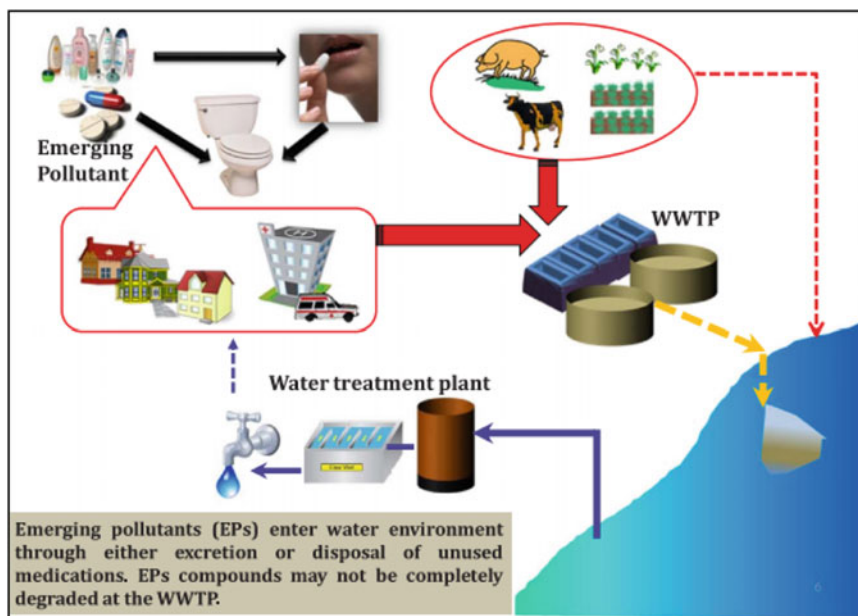 Emerging
Pollutant
WWTP
Water treatment plant
Emerging pollutants (EPs) enter water environment
through either excretion or disposal of unused
medications. EPs compounds may not be completely
degraded at the WWTP.
6